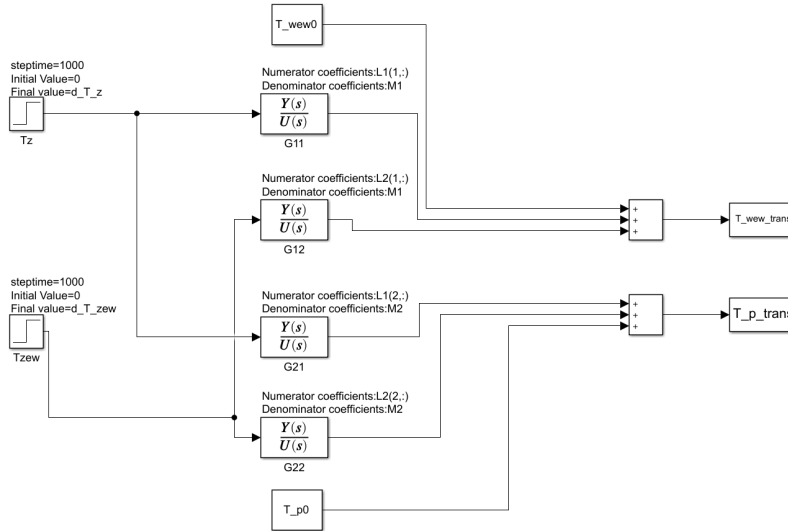 T_wew0
steptime=1000
Initial Value=0
Final value=d_T_z
Tz
Numerator coefficients:L1(1,:)
Denominator coefficients:M1
Y(s)
U(s)
G11
Numerator coefficients:L2(1,:)
Denominator coefficients:M1
Y(s)
U(s)
G12
+
+
+
T_wew_trans
steptime=1000
Initial Value=0
Final value=d_T_zew
Tzew
Numerator coefficients:L1(2,:)
Denominator coefficients:M2
Y(s)
U(s)
G21
+
+
+
T_p_trans
Numerator coefficients:L2(2,:)
Denominator coefficients:M2
Y(s)
U(s)
G22
T_p0